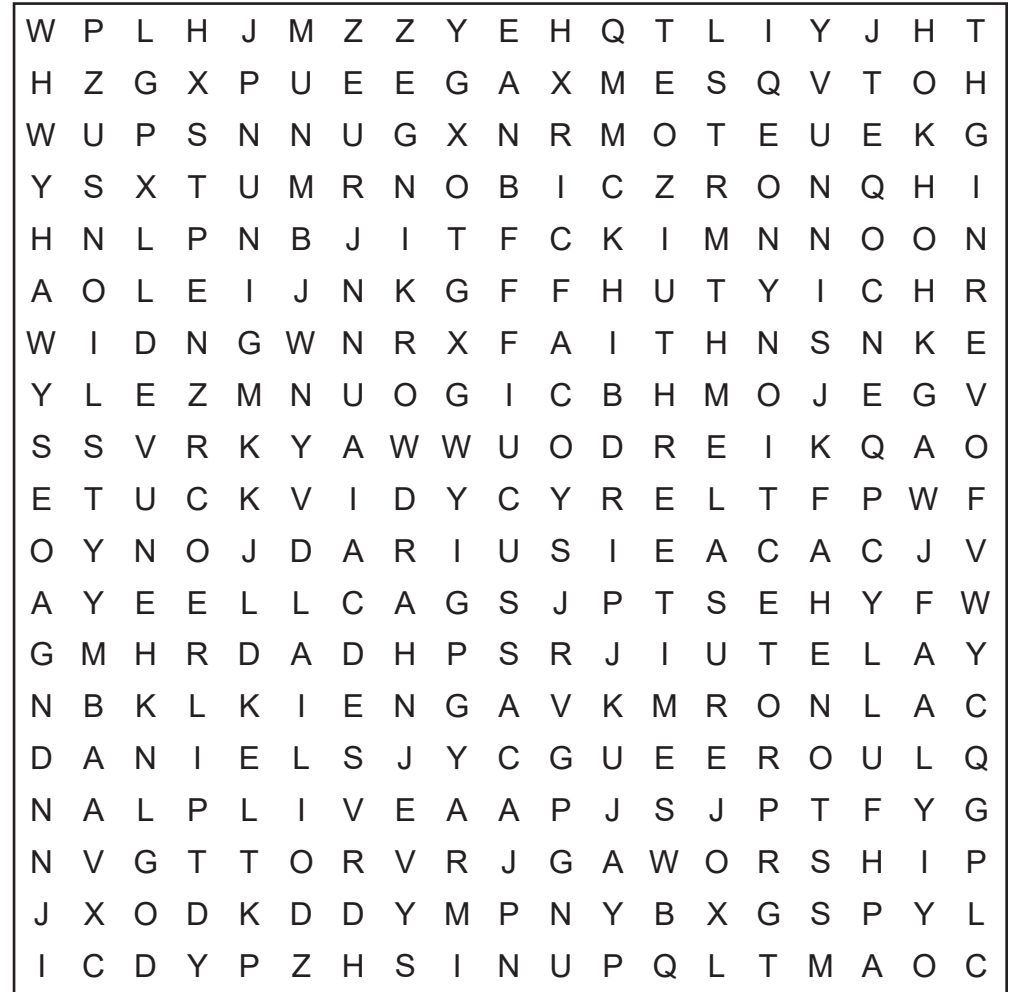 W P L H J M Z Z Y E H Q T L I Y J H T
H Z G X P U E E G A X M E S Q V T O H
W U P S N N U G X N R M O T E U E K G
Y S X T U M R N O B I C Z R O N Q H I
H N L P N B J I T F C K I M N N O O N
A O L E I J N K G F F H U T Y I C H R
W I D N G W N R X F A I T H N S N K E
Y L E Z M N U O G I C B H M O J E G V
S S V R K Y A W W U O D R E I K Q A O
E T U C K V I D Y C Y R E L T F P W F
O Y N O J D A R I U S I E A C A C J V
A Y E E L L C A G S J P T S E H Y F W
G M H R D A D H P S R J I U T E L A Y
N B K L K I E N G A V K M R O N L A C
D A N I E L S J Y C G U E E R O U L Q
N A L P L I V E A A P J S J P T F Y G
N V G T T O R V R J G A W O R S H I P
J X O D K D D Y M P N Y B X G S P Y L
I C D Y P Z H S I N U P Q L T M A O C